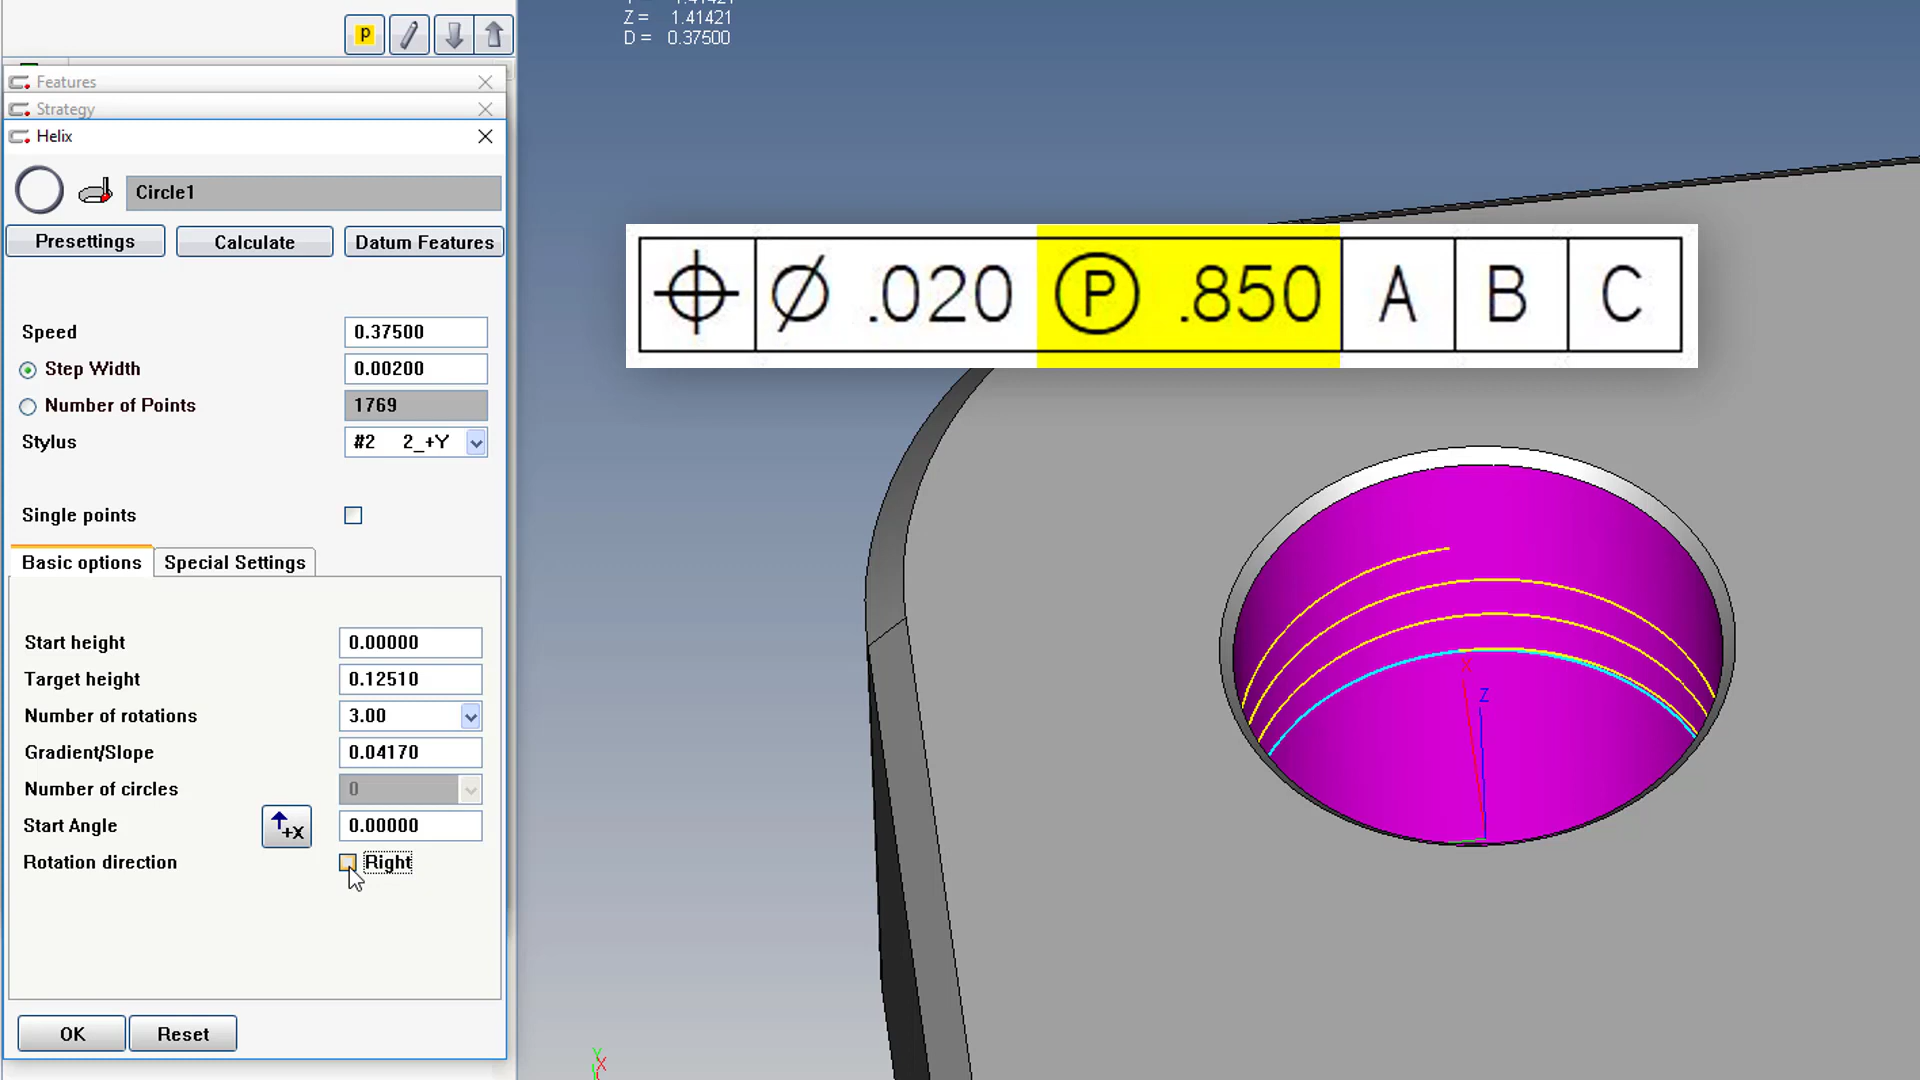 Z = 1.41421
D = 0.37500
P
Features
Strategy
Helix
Circle1
Presettings Calculate Datum Features
Speed 0.37500
Step Width 0.00200
Number of Points 1769
Stylus #2 2_+Y
Single points
Basic options Special Settings
Start height 0.00000
Target height 0.12510
Number of rotations 3.00
Gradient/Slope 0.04170
Number of circles 0
Start Angle +X 0.00000
Rotation direction Right
OK Reset
⌖ Ø .020 Ⓟ .850 A B C
X
Z
Y
X